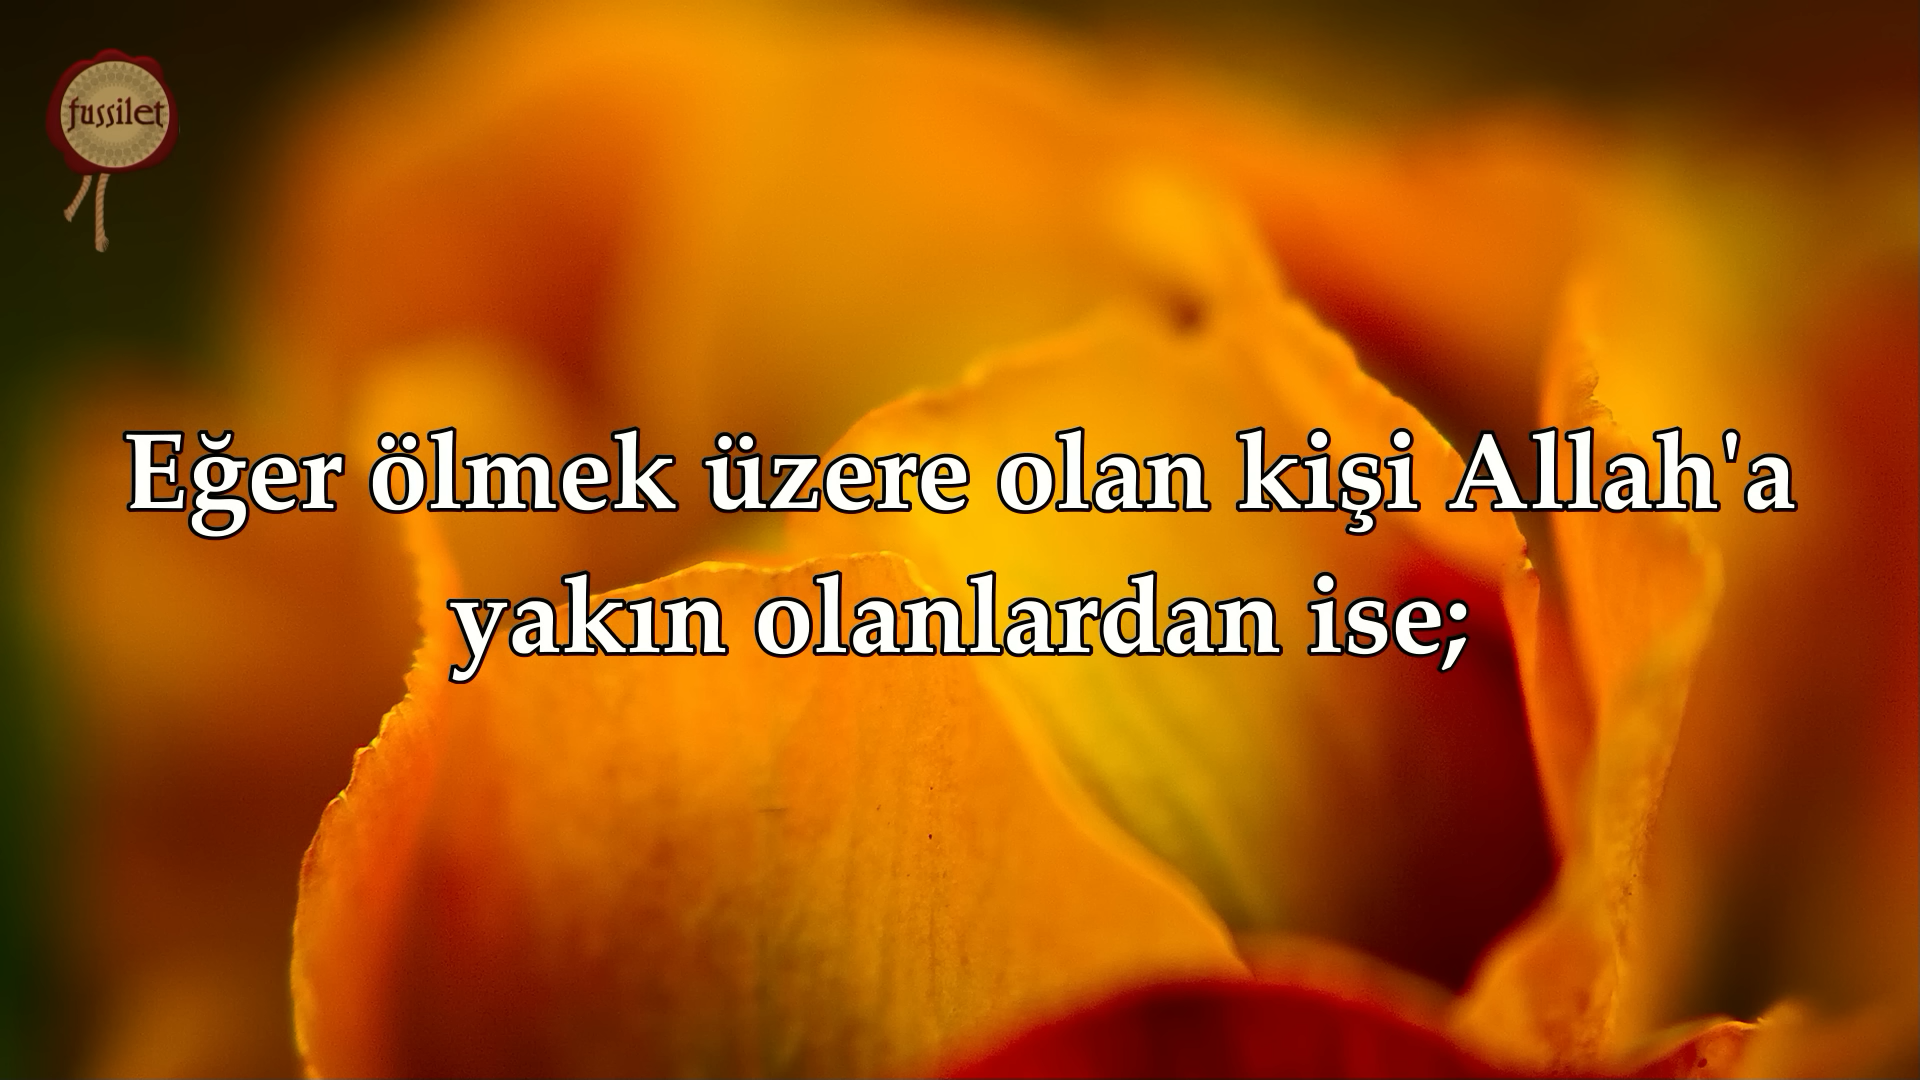 fussilet
Eğer ölmek üzere olan kişi Allah'a
yakın olanlardan ise;